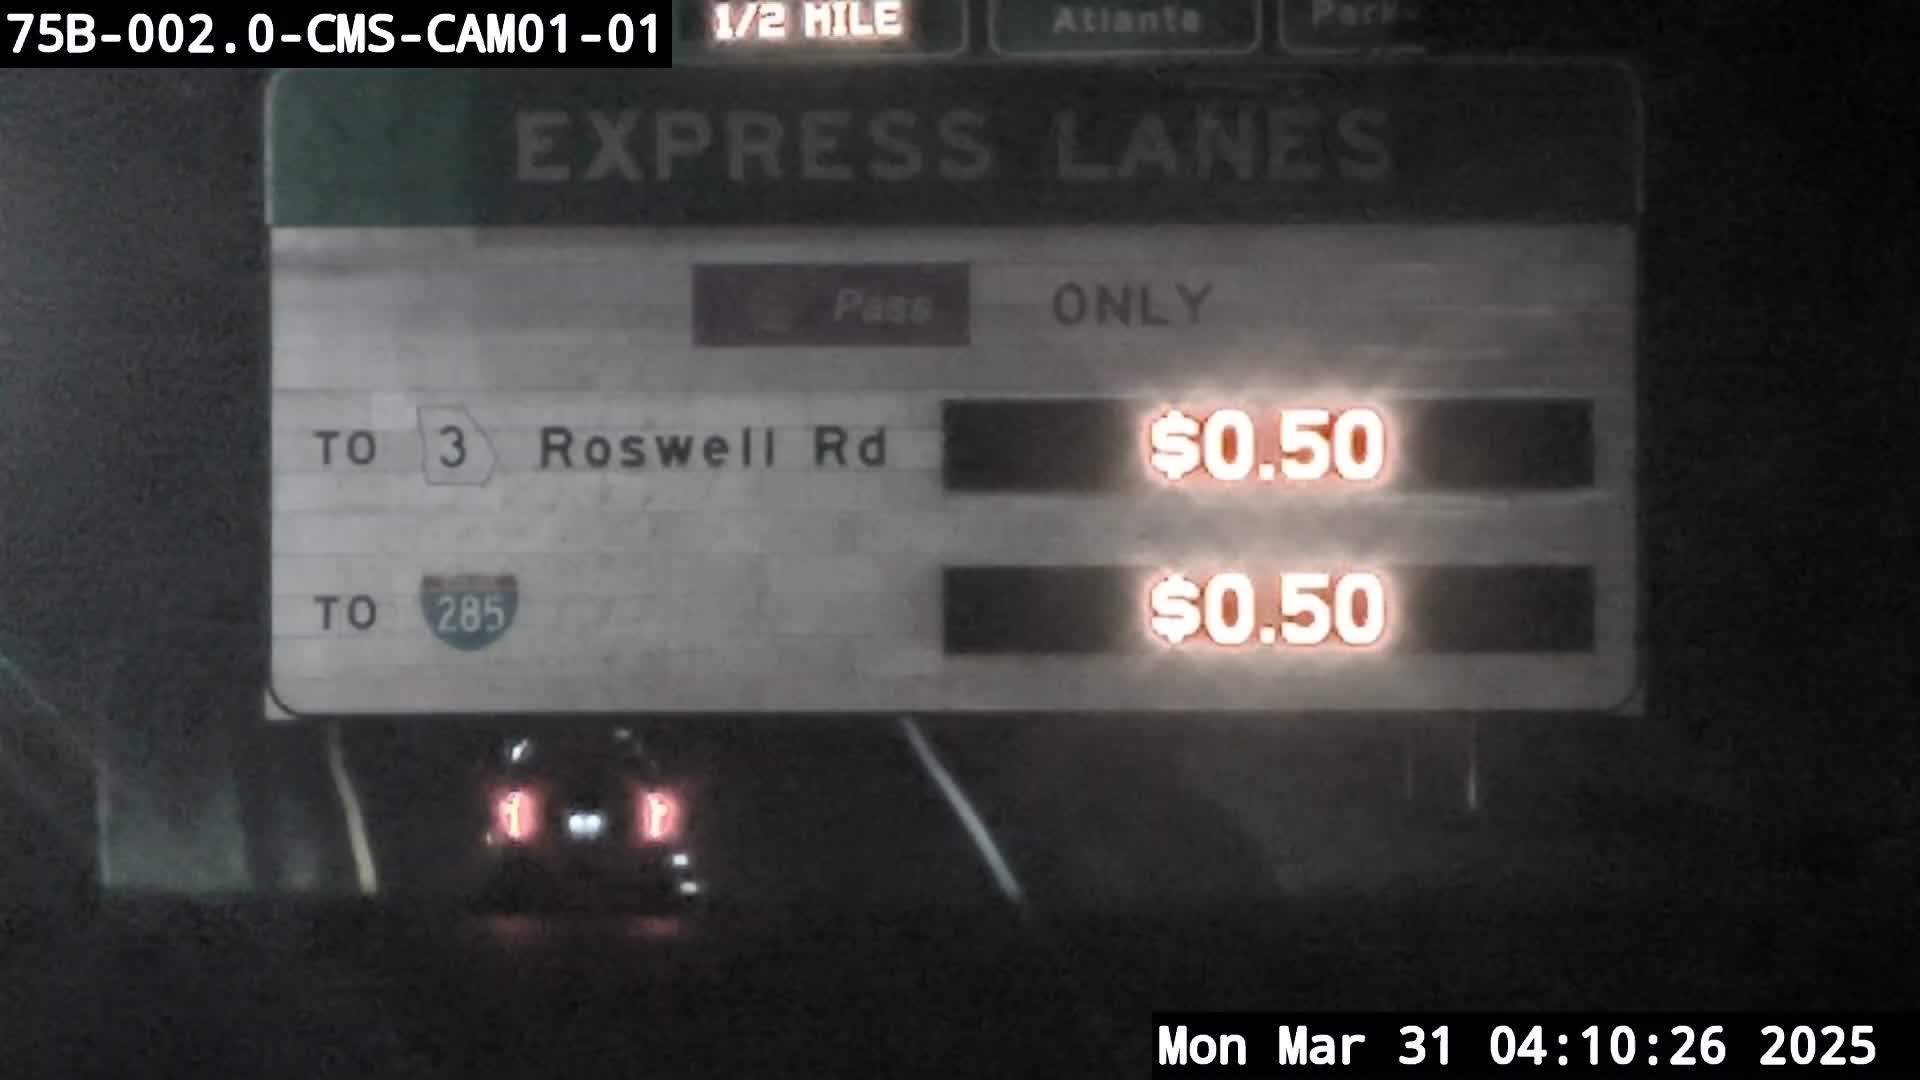 75B-002.0-CMS-CAM01-01
1/2 MILE
Atlanta
EXPRESS LANES
Pass ONLY
TO 3 Roswell Rd $0.50
TO 285 $0.50
Mon Mar 31 04:10:26 2025